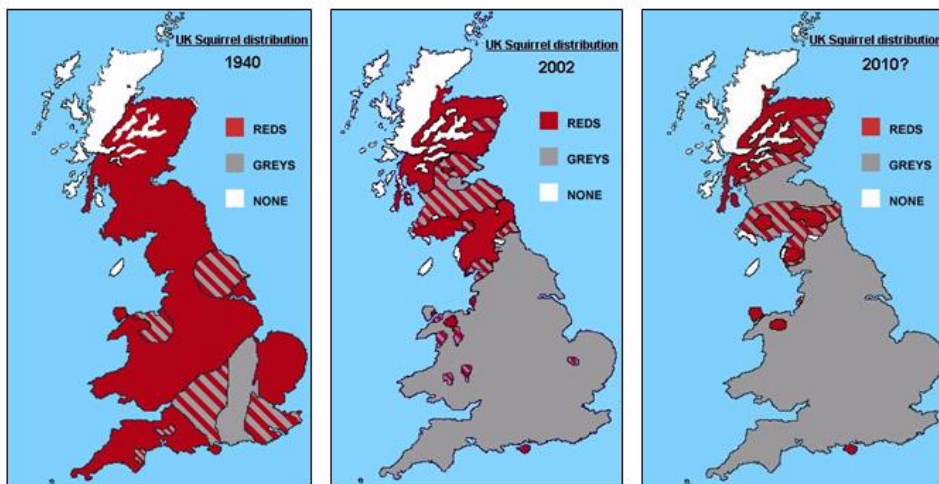 UK Squirrel distribution
1940
REDS
GREYS
NONE
UK Squirrel distribution
2002
REDS
GREYS
NONE
UK Squirrel distribution
2010?
REDS
GREYS
NONE